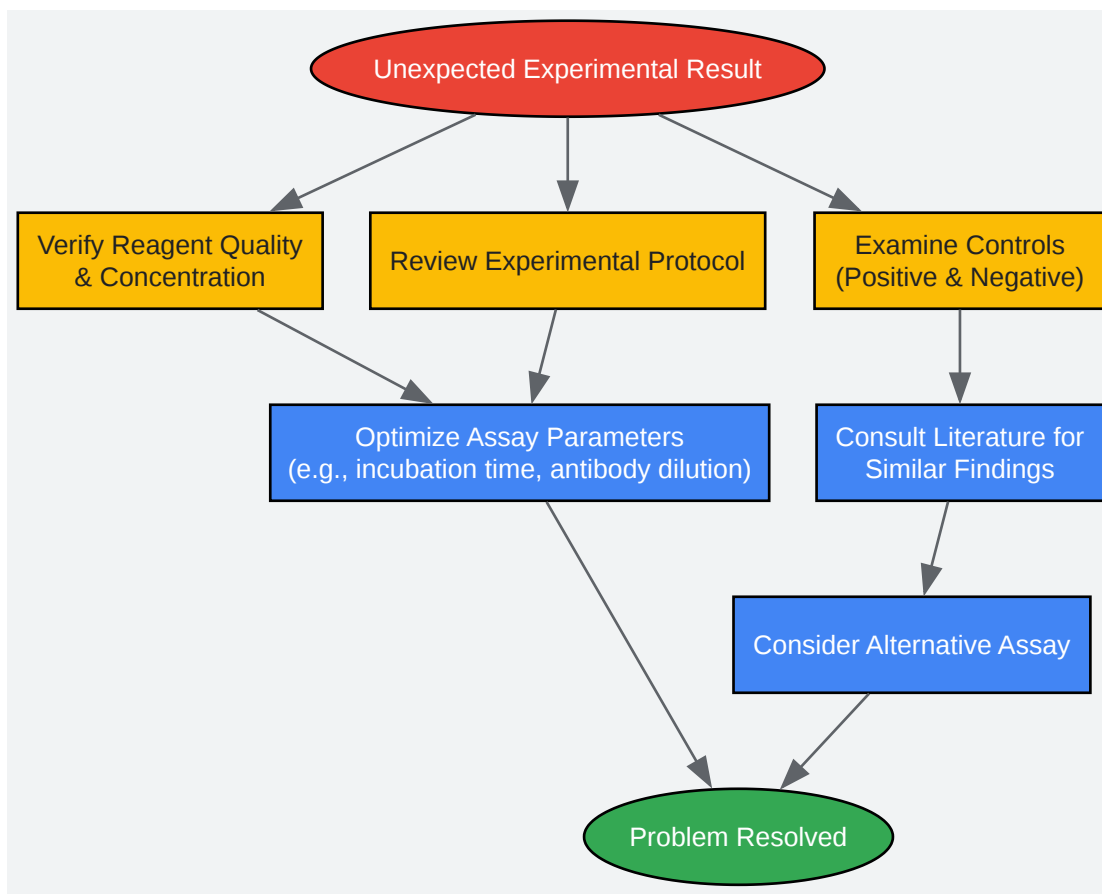 Unexpected Experimental Result
Verify Reagent Quality
& Concentration
Review Experimental Protocol
Examine Controls
(Positive & Negative)
Optimize Assay Parameters
(e.g., incubation time, antibody dilution)
Consult Literature for
Similar Findings
Consider Alternative Assay
Problem Resolved